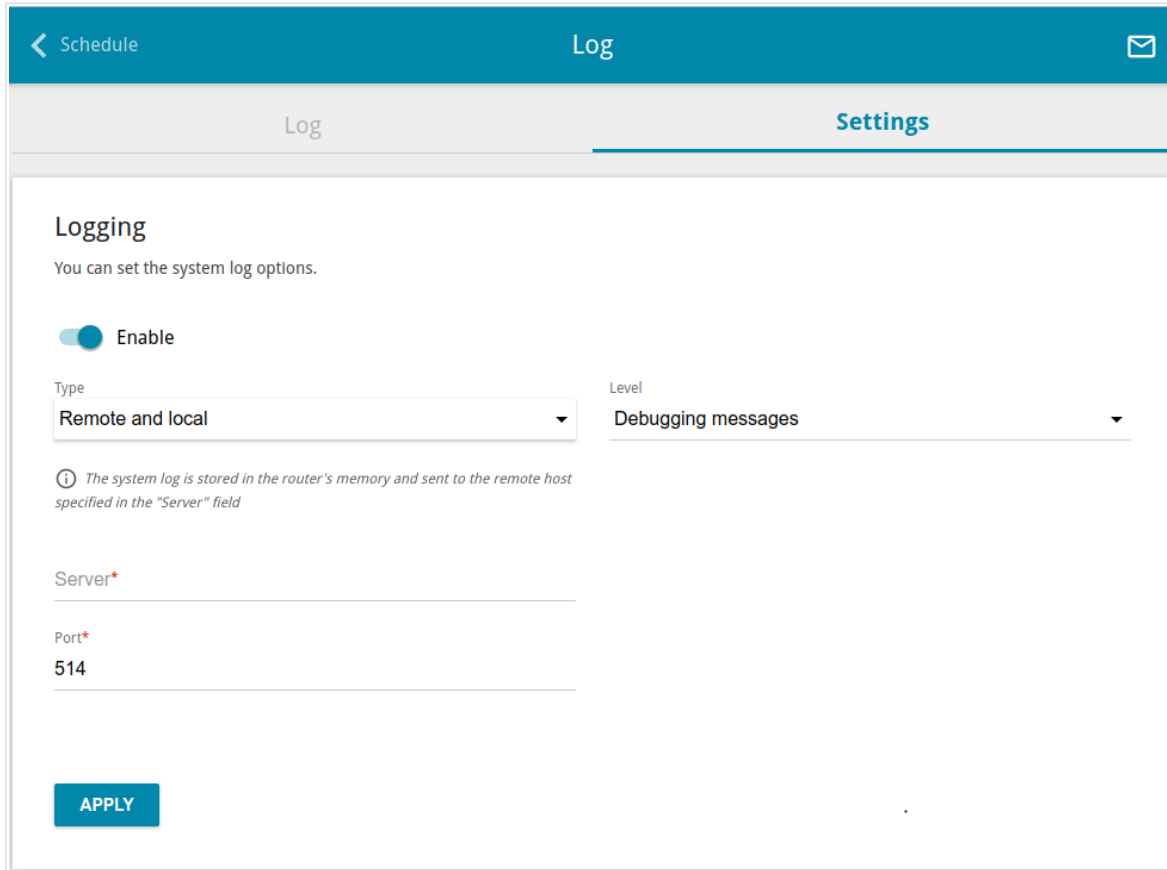 Schedule
Log
Log
Settings
Logging
You can set the system log options.
Enable
Type
Level
Remote and local
Debugging messages
The system log is stored in the router's memory and sent to the remote host
specified in the "Server" field
Server*
Port*
514
APPLY